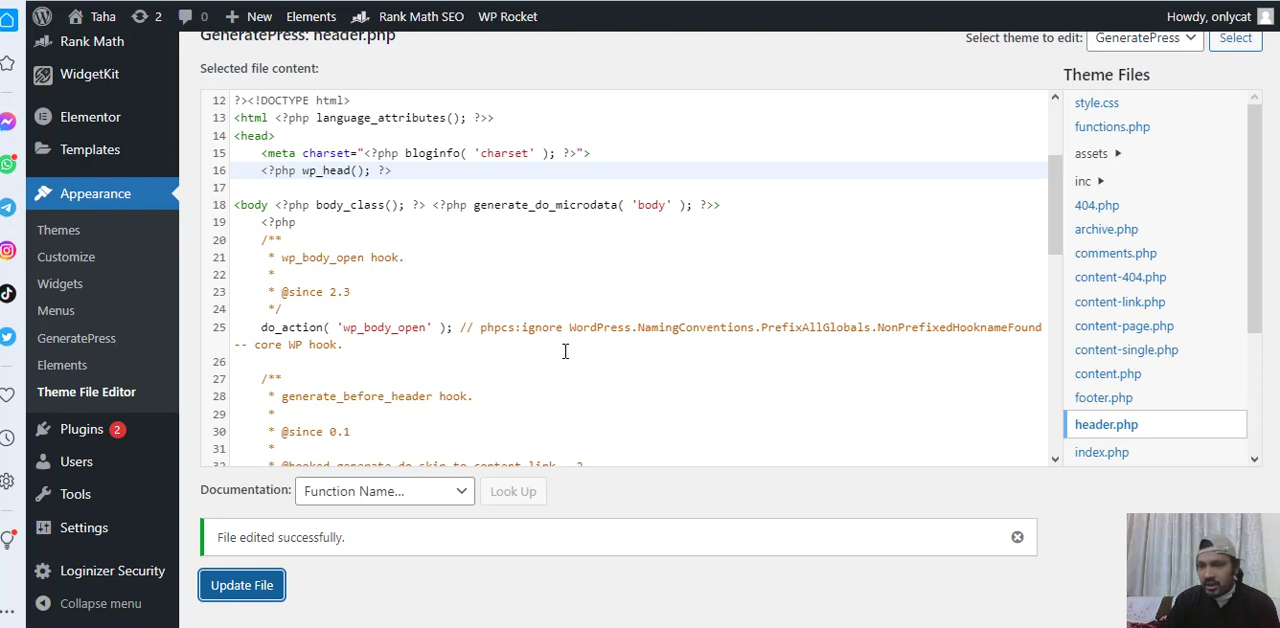 Taha
2
0
New
Elements
Rank Math SEO
WP Rocket
Howdy, onlycat
Rank Math
WidgetKit
Elementor
Templates
Appearance
Themes
Customize
Widgets
Menus
GeneratePress
Elements
Theme File Editor
Plugins 2
Users
Tools
Settings
Loginizer Security
Collapse menu
GeneratePress: header.php
Select theme to edit: GeneratePress Select
Selected file content:
12 ?><!DOCTYPE html>
13 <html <?php language_attributes(); ?>>
14 <head>
15 <meta charset="<?php bloginfo( 'charset' ); ?>">
16 <?php wp_head(); ?>
17
18 <body <?php body_class(); ?> <?php generate_do_microdata( 'body' ); ?>>
19 <?php
20 /**
21 * wp_body_open hook.
22 *
23 * @since 2.3
24 */
25 do_action( 'wp_body_open' ); // phpcs:ignore WordPress.NamingConventions.PrefixAllGlobals.NonPrefixedHooknameFound
-- core WP hook.
26
27 /**
28 * generate_before_header hook.
29 *
30 * @since 0.1
31 *
32 * @hooked generate_do_skip_to_content_link - 2
Theme Files
style.css
functions.php
assets
inc
404.php
archive.php
comments.php
content-404.php
content-link.php
content-page.php
content-single.php
content.php
footer.php
header.php
index.php
Documentation: Function Name... Look Up
File edited successfully.
Update File